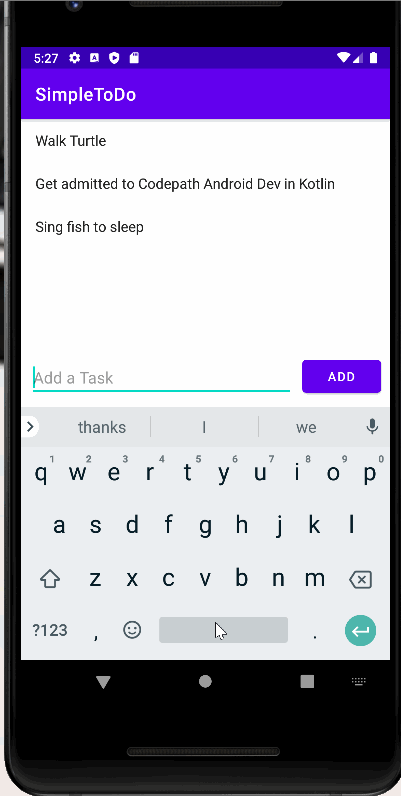 5:27
SimpleToDo
Walk Turtle
Get admitted to Codepath Android Dev in Kotlin
Sing fish to sleep
Add a Task
ADD
thanks I we
1 2 3 4 5 6 7 8 9 0
q w e r t y u i o p
a s d f g h j k l
z x c v b n m
?123 , .